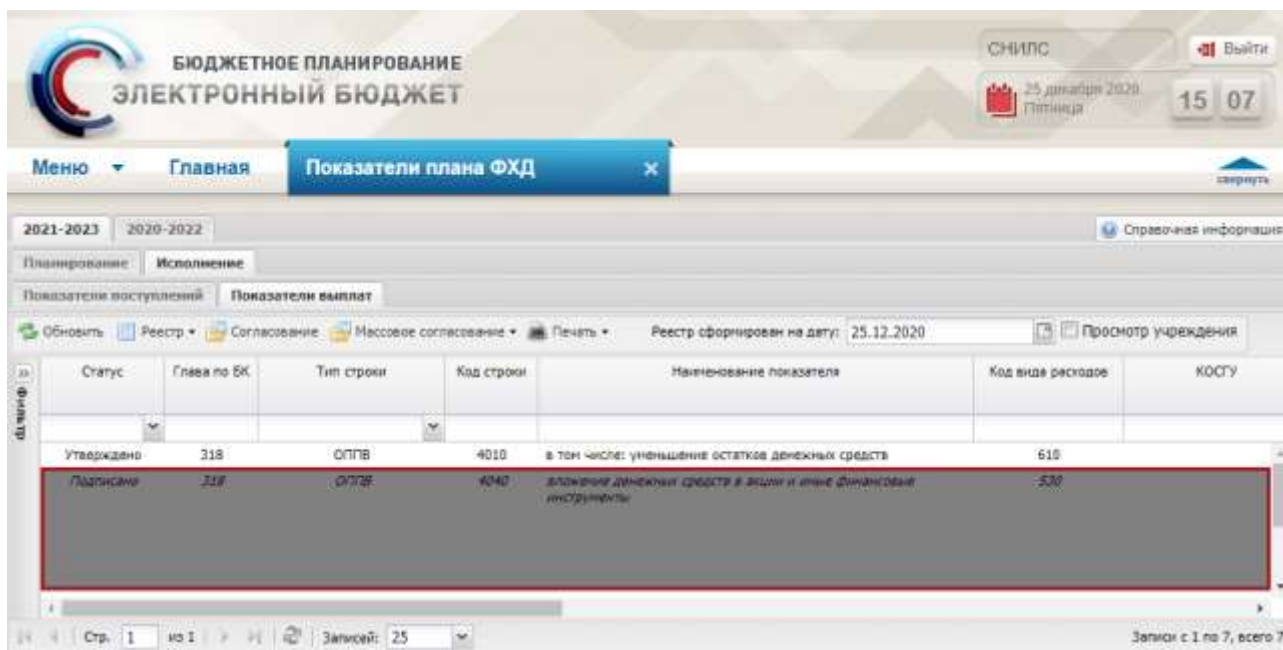 БЮДЖЕТНОЕ ПЛАНИРОВАНИЕ
ЭЛЕКТРОННЫЙ БЮДЖЕТ
СНИЛС
Выйти
25 декабря 2020
Пятница
15 07
Меню Главная Показатели плана ФХД
свернуть
2021-2023 2020-2022 Справочная информация
Планирование Исполнение
Показатели поступлений Показатели выплат
Обновить Реестр Согласование Массовое согласование Печать Реестр сформирован на дату: 25.12.2020 Просмотр учреждения
Фильтр
Статус Глава по БК Тип строки Код строки Наименование показателя Код вида расходов КОСГУ
Утверждено 318 ОППВ 4010 в том числе: уменьшение остатков денежных средств 610
Подписано 318 ОППВ 4040 вложение денежных средств в акции и иные финансовые
инструменты 530
Стр. 1 из 1 Записей: 25 Записи с 1 по 7, всего 7